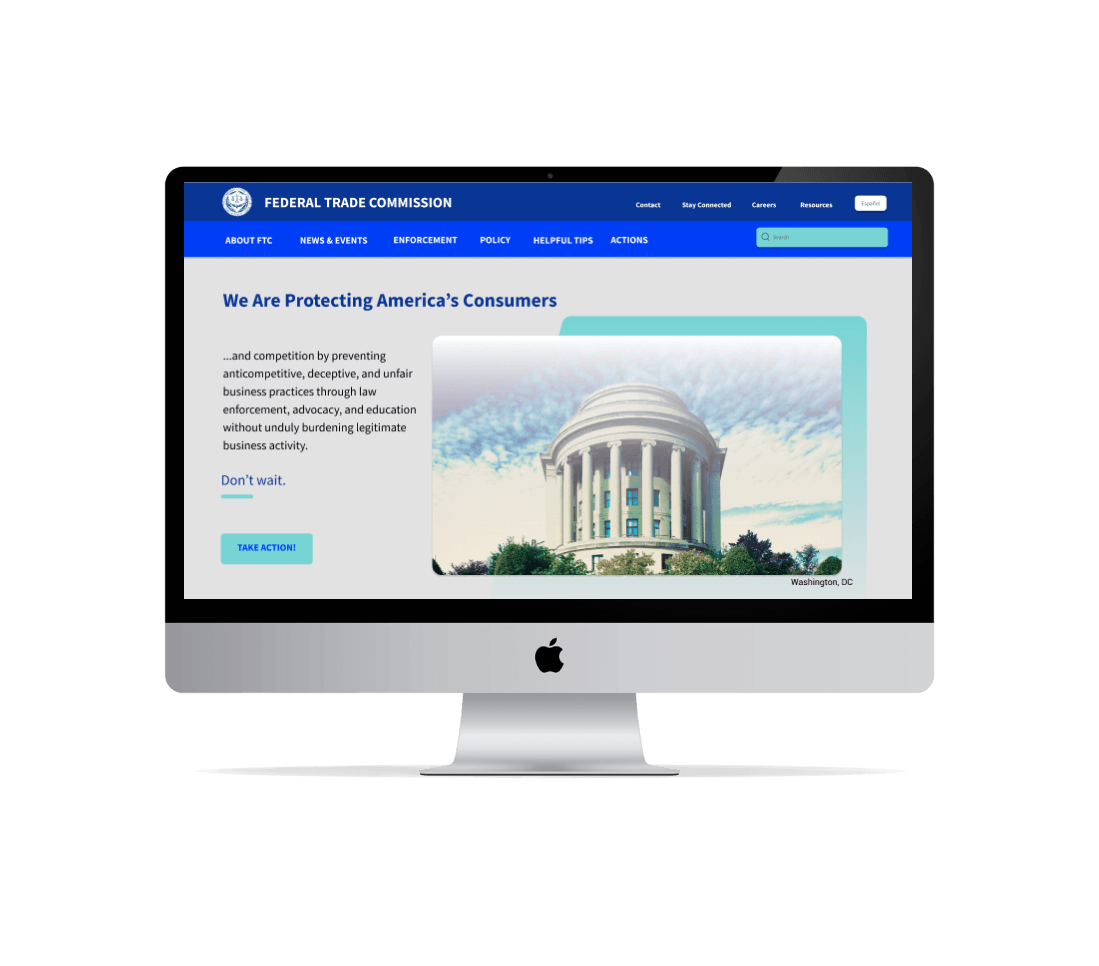 FEDERAL TRADE COMMISSION
Contact Stay Connected Careers Resources Español
ABOUT FTC NEWS & EVENTS ENFORCEMENT POLICY HELPFUL TIPS ACTIONS Search
We Are Protecting America's Consumers
...and competition by preventing
anticompetitive, deceptive, and unfair
business practices through law
enforcement, advocacy, and education
without unduly burdening legitimate
business activity.
Don't wait.
TAKE ACTION!
Washington, DC